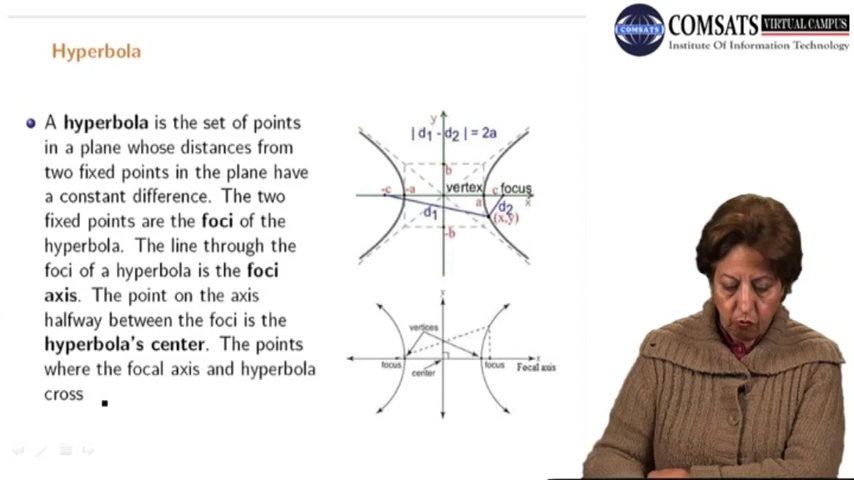 Hyperbola
COMSATS VIRTUAL CAMPUS
Institute Of Information Technology
COMSATS
A hyperbola is the set of points
in a plane whose distances from
two fixed points in the plane have
a constant difference. The two
fixed points are the foci of the
hyperbola. The line through the
foci of a hyperbola is the foci
axis. The point on the axis
halfway between the foci is the
hyperbola's center. The points
where the focal axis and hyperbola
cross
y
| d1 - d2 | = 2a
b
-c -a vertex c focus
a x
d1 d2
(x,y)
-b
y
vertices
x
focus focus Focal axis
center